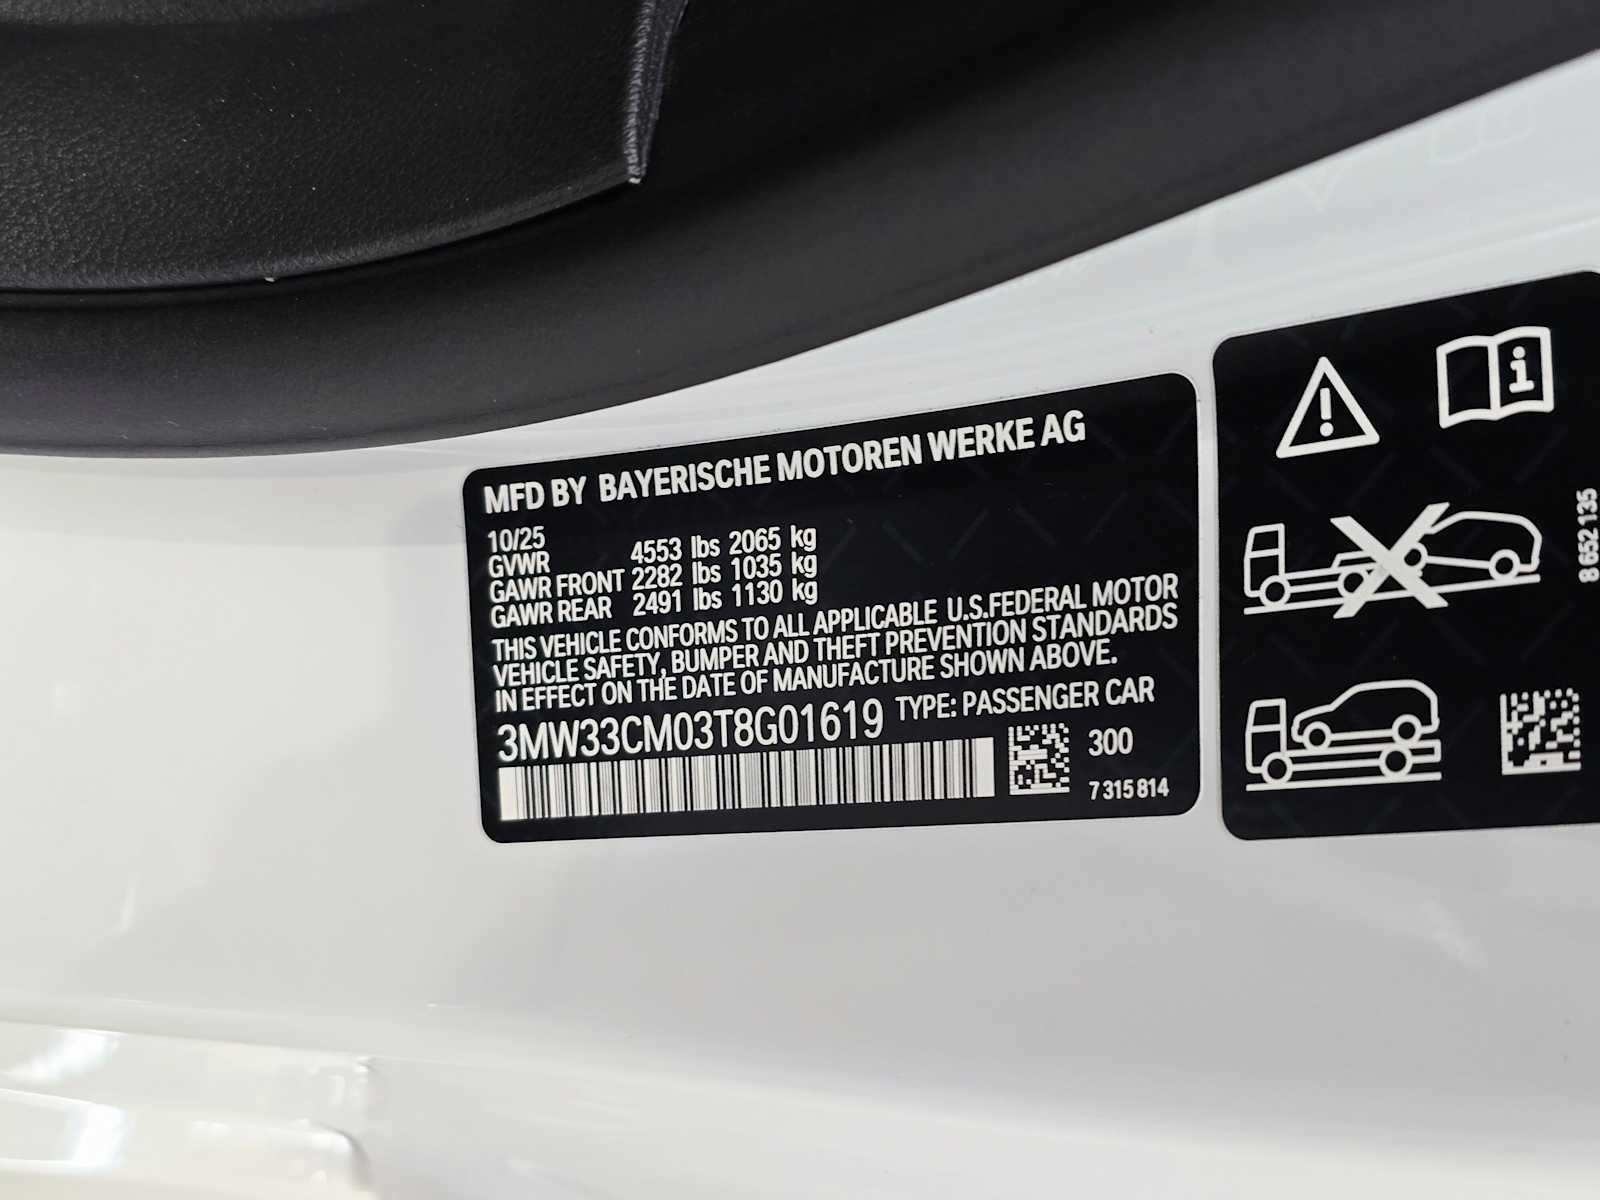 MFD BY BAYERISCHE MOTOREN WERKE AG
10/25
GVWR 4553 lbs 2065 kg
GAWR FRONT 2282 lbs 1035 kg
GAWR REAR 2491 lbs 1130 kg
THIS VEHICLE CONFORMS TO ALL APPLICABLE U.S.FEDERAL MOTOR
VEHICLE SAFETY, BUMPER AND THEFT PREVENTION STANDARDS
IN EFFECT ON THE DATE OF MANUFACTURE SHOWN ABOVE.
3MW33CM03T8G01619 TYPE: PASSENGER CAR
300
7 315 814
8 652 135